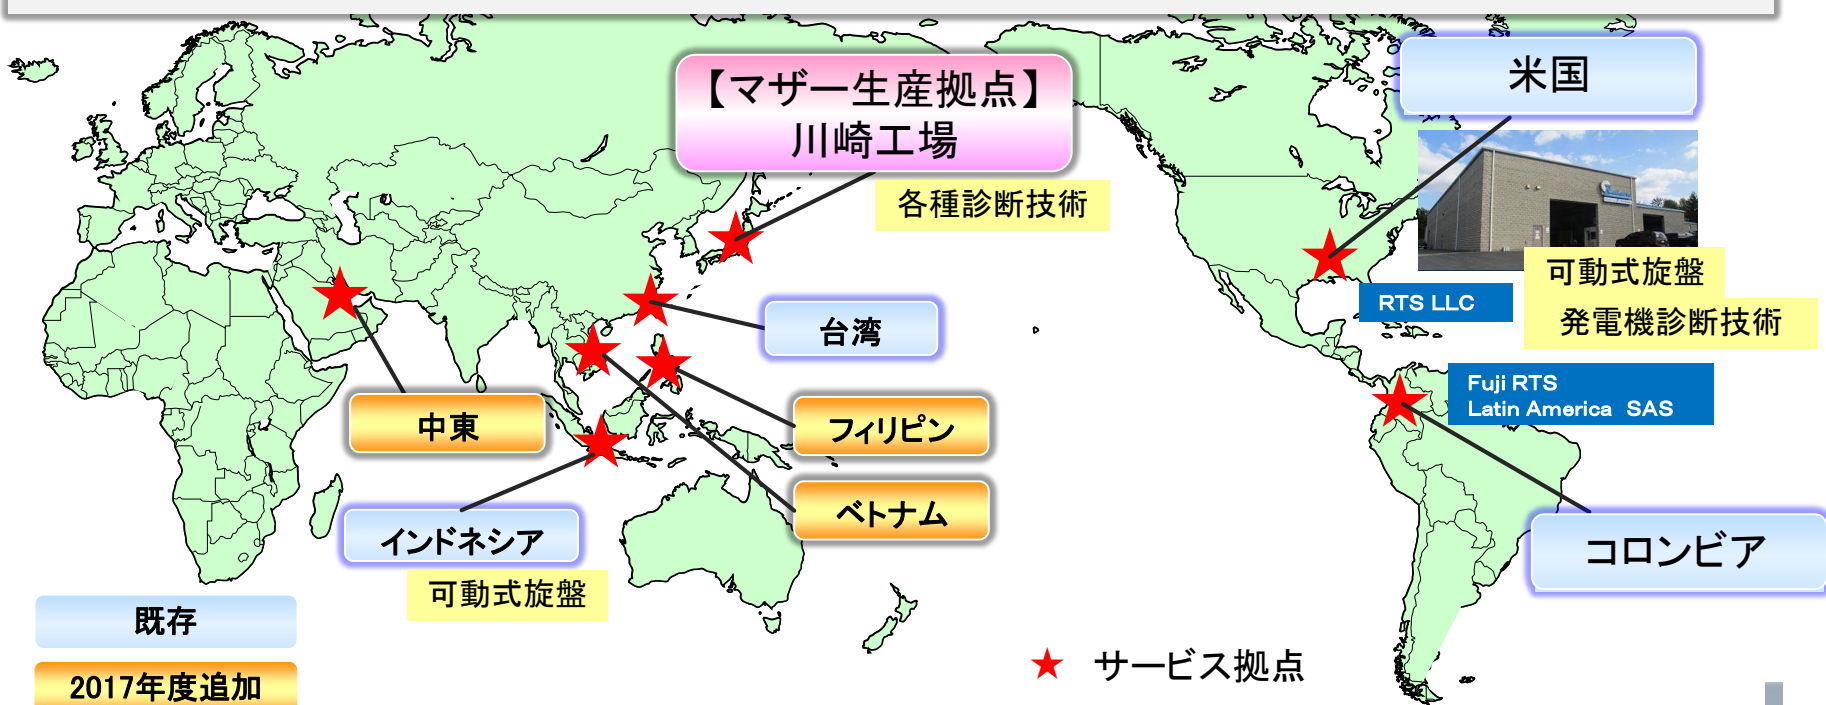 【マザー生産拠点】
川崎工場
各種診断技術
米国
可動式旋盤
発電機診断技術
RTS LLC
Fuji RTS
Latin America SAS
コロンビア
台湾
フィリピン
ベトナム
中東
インドネシア
可動式旋盤
既存
2017年度追加
★ サービス拠点